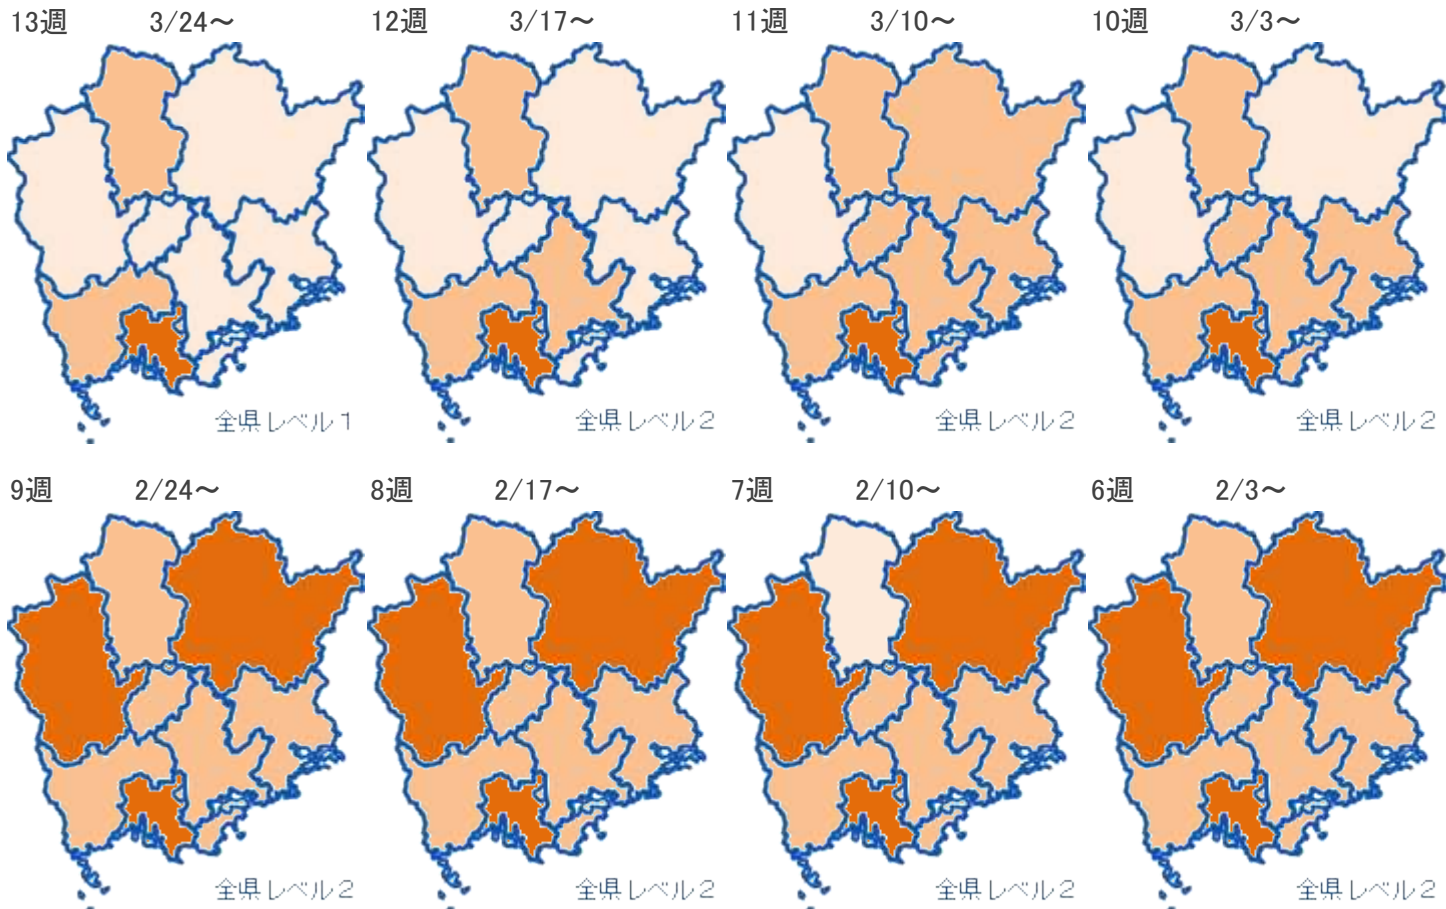 13週 3/24～
12週 3/17～
11週 3/10～
10週 3/3～
全県レベル1
全県レベル2
全県レベル2
全県レベル2
9週 2/24～
8週 2/17～
7週 2/10～
6週 2/3～
全県レベル2
全県レベル2
全県レベル2
全県レベル2